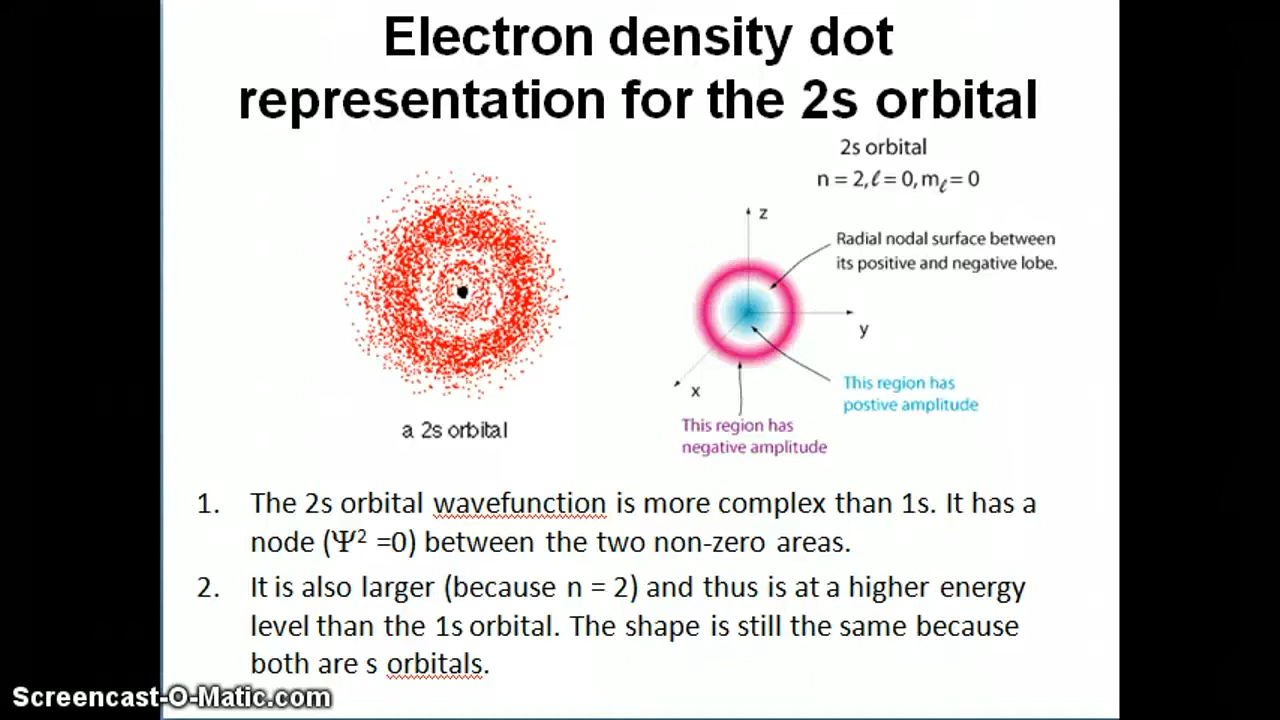 Electron density dot
representation for the 2s orbital
2s orbital
n = 2, ℓ = 0, mℓ = 0
z
Radial nodal surface between
its positive and negative lobe.
y
x
This region has
postive amplitude
This region has
negative amplitude
a 2s orbital
1. The 2s orbital wavefunction is more complex than 1s. It has a
node (Ψ² =0) between the two non-zero areas.
2. It is also larger (because n = 2) and thus is at a higher energy
level than the 1s orbital. The shape is still the same because
both are s orbitals.
Screencast-O-Matic.com